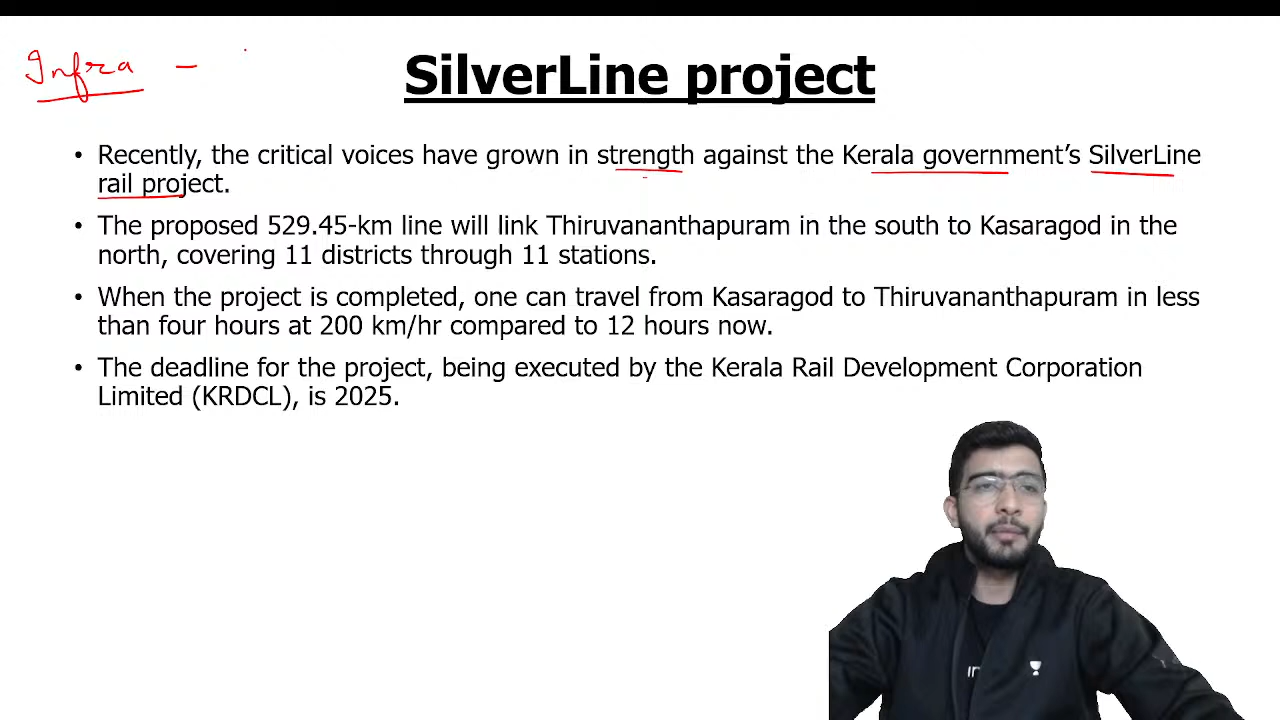 Infra –
SilverLine project
• Recently, the critical voices have grown in strength against the Kerala government's SilverLine
rail project.
• The proposed 529.45-km line will link Thiruvananthapuram in the south to Kasaragod in the
north, covering 11 districts through 11 stations.
• When the project is completed, one can travel from Kasaragod to Thiruvananthapuram in less
than four hours at 200 km/hr compared to 12 hours now.
• The deadline for the project, being executed by the Kerala Rail Development Corporation
Limited (KRDCL), is 2025.